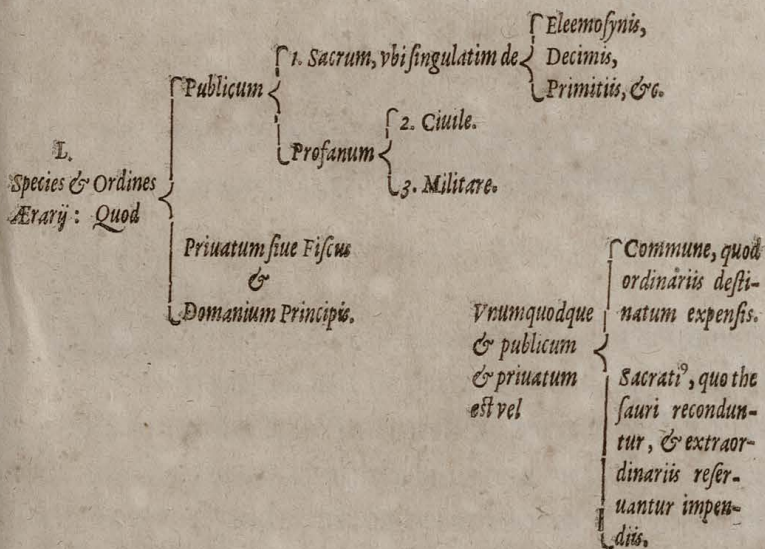 L.
Species & Ordines
Ærarij : Quod
Publicum
1. Sacrum, vbi ſingulatim de
Eleemoſynis,
Decimis,
Primitiis, &c.
Profanum
2. Ciuile.
3. Militare.
Priuatum ſiue Fiſcus
&
Domanium Principis.
Vnumquodque
& publicum
& priuatum
eſt vel
Commune, quod
ordinàriis deſti-
natum expenſis.
Sacratiꝰ, quo the
ſauri recondun-
tur, & extraor-
dinariis reſer-
uantur impen-
diis.